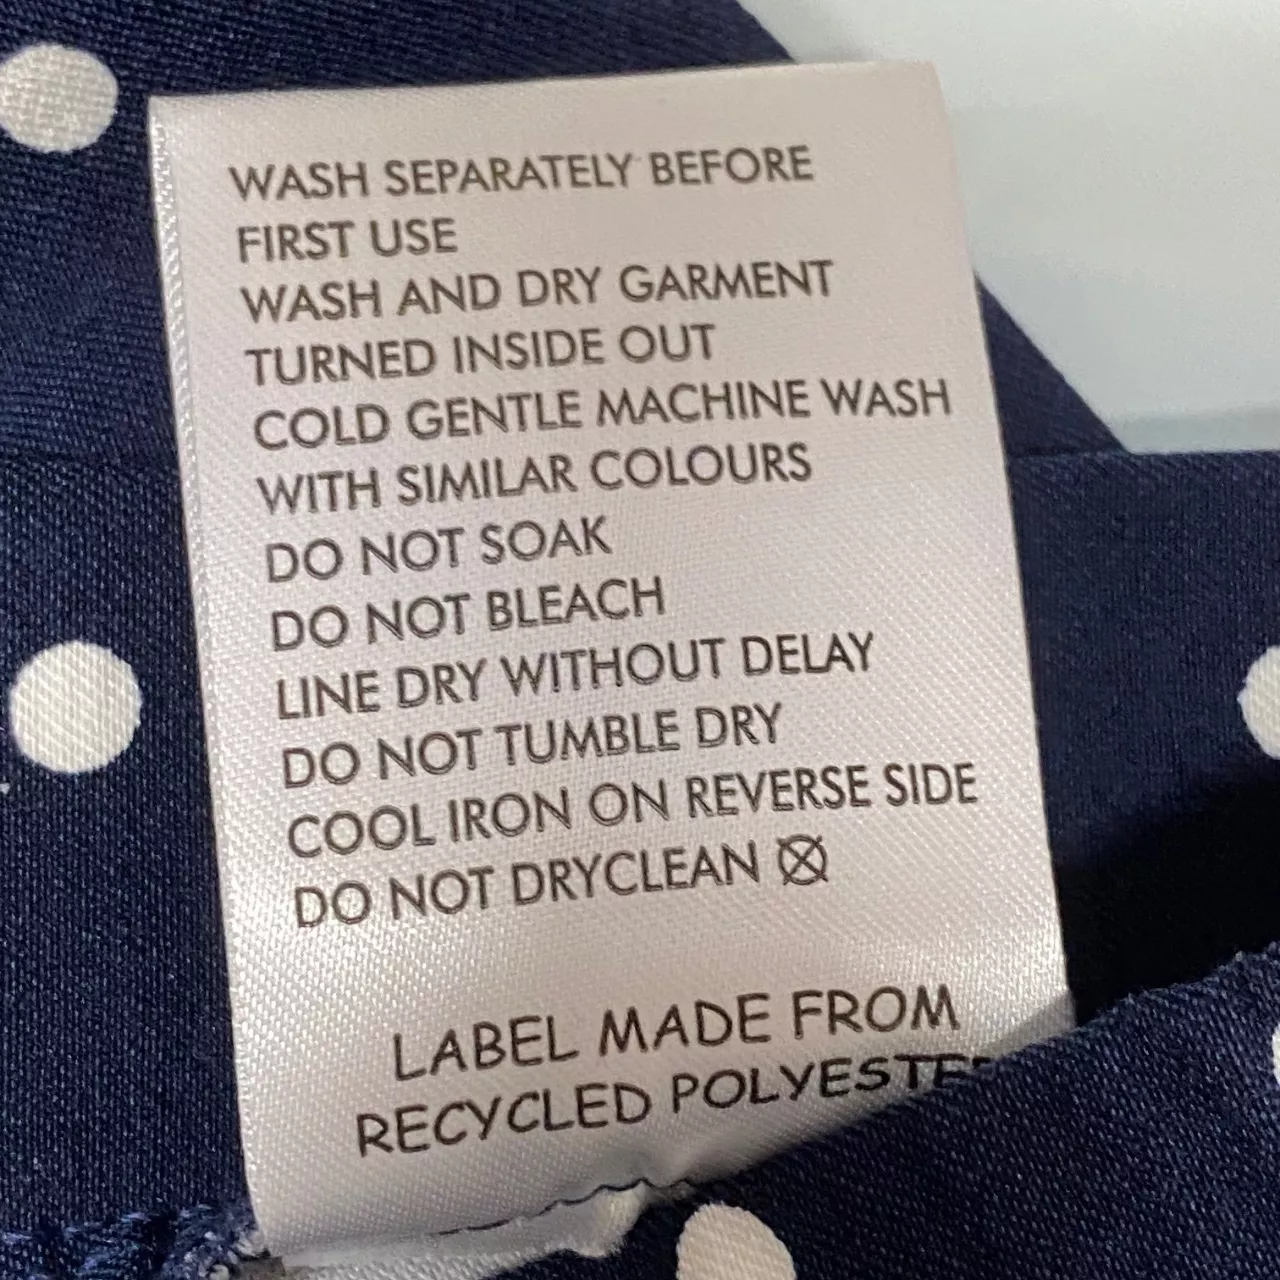 WASH SEPARATELY BEFORE
FIRST USE
WASH AND DRY GARMENT
TURNED INSIDE OUT
COLD GENTLE MACHINE WASH
WITH SIMILAR COLOURS
DO NOT SOAK
DO NOT BLEACH
LINE DRY WITHOUT DELAY
DO NOT TUMBLE DRY
COOL IRON ON REVERSE SIDE
DO NOT DRYCLEAN
LABEL MADE FROM
RECYCLED POLYESTER